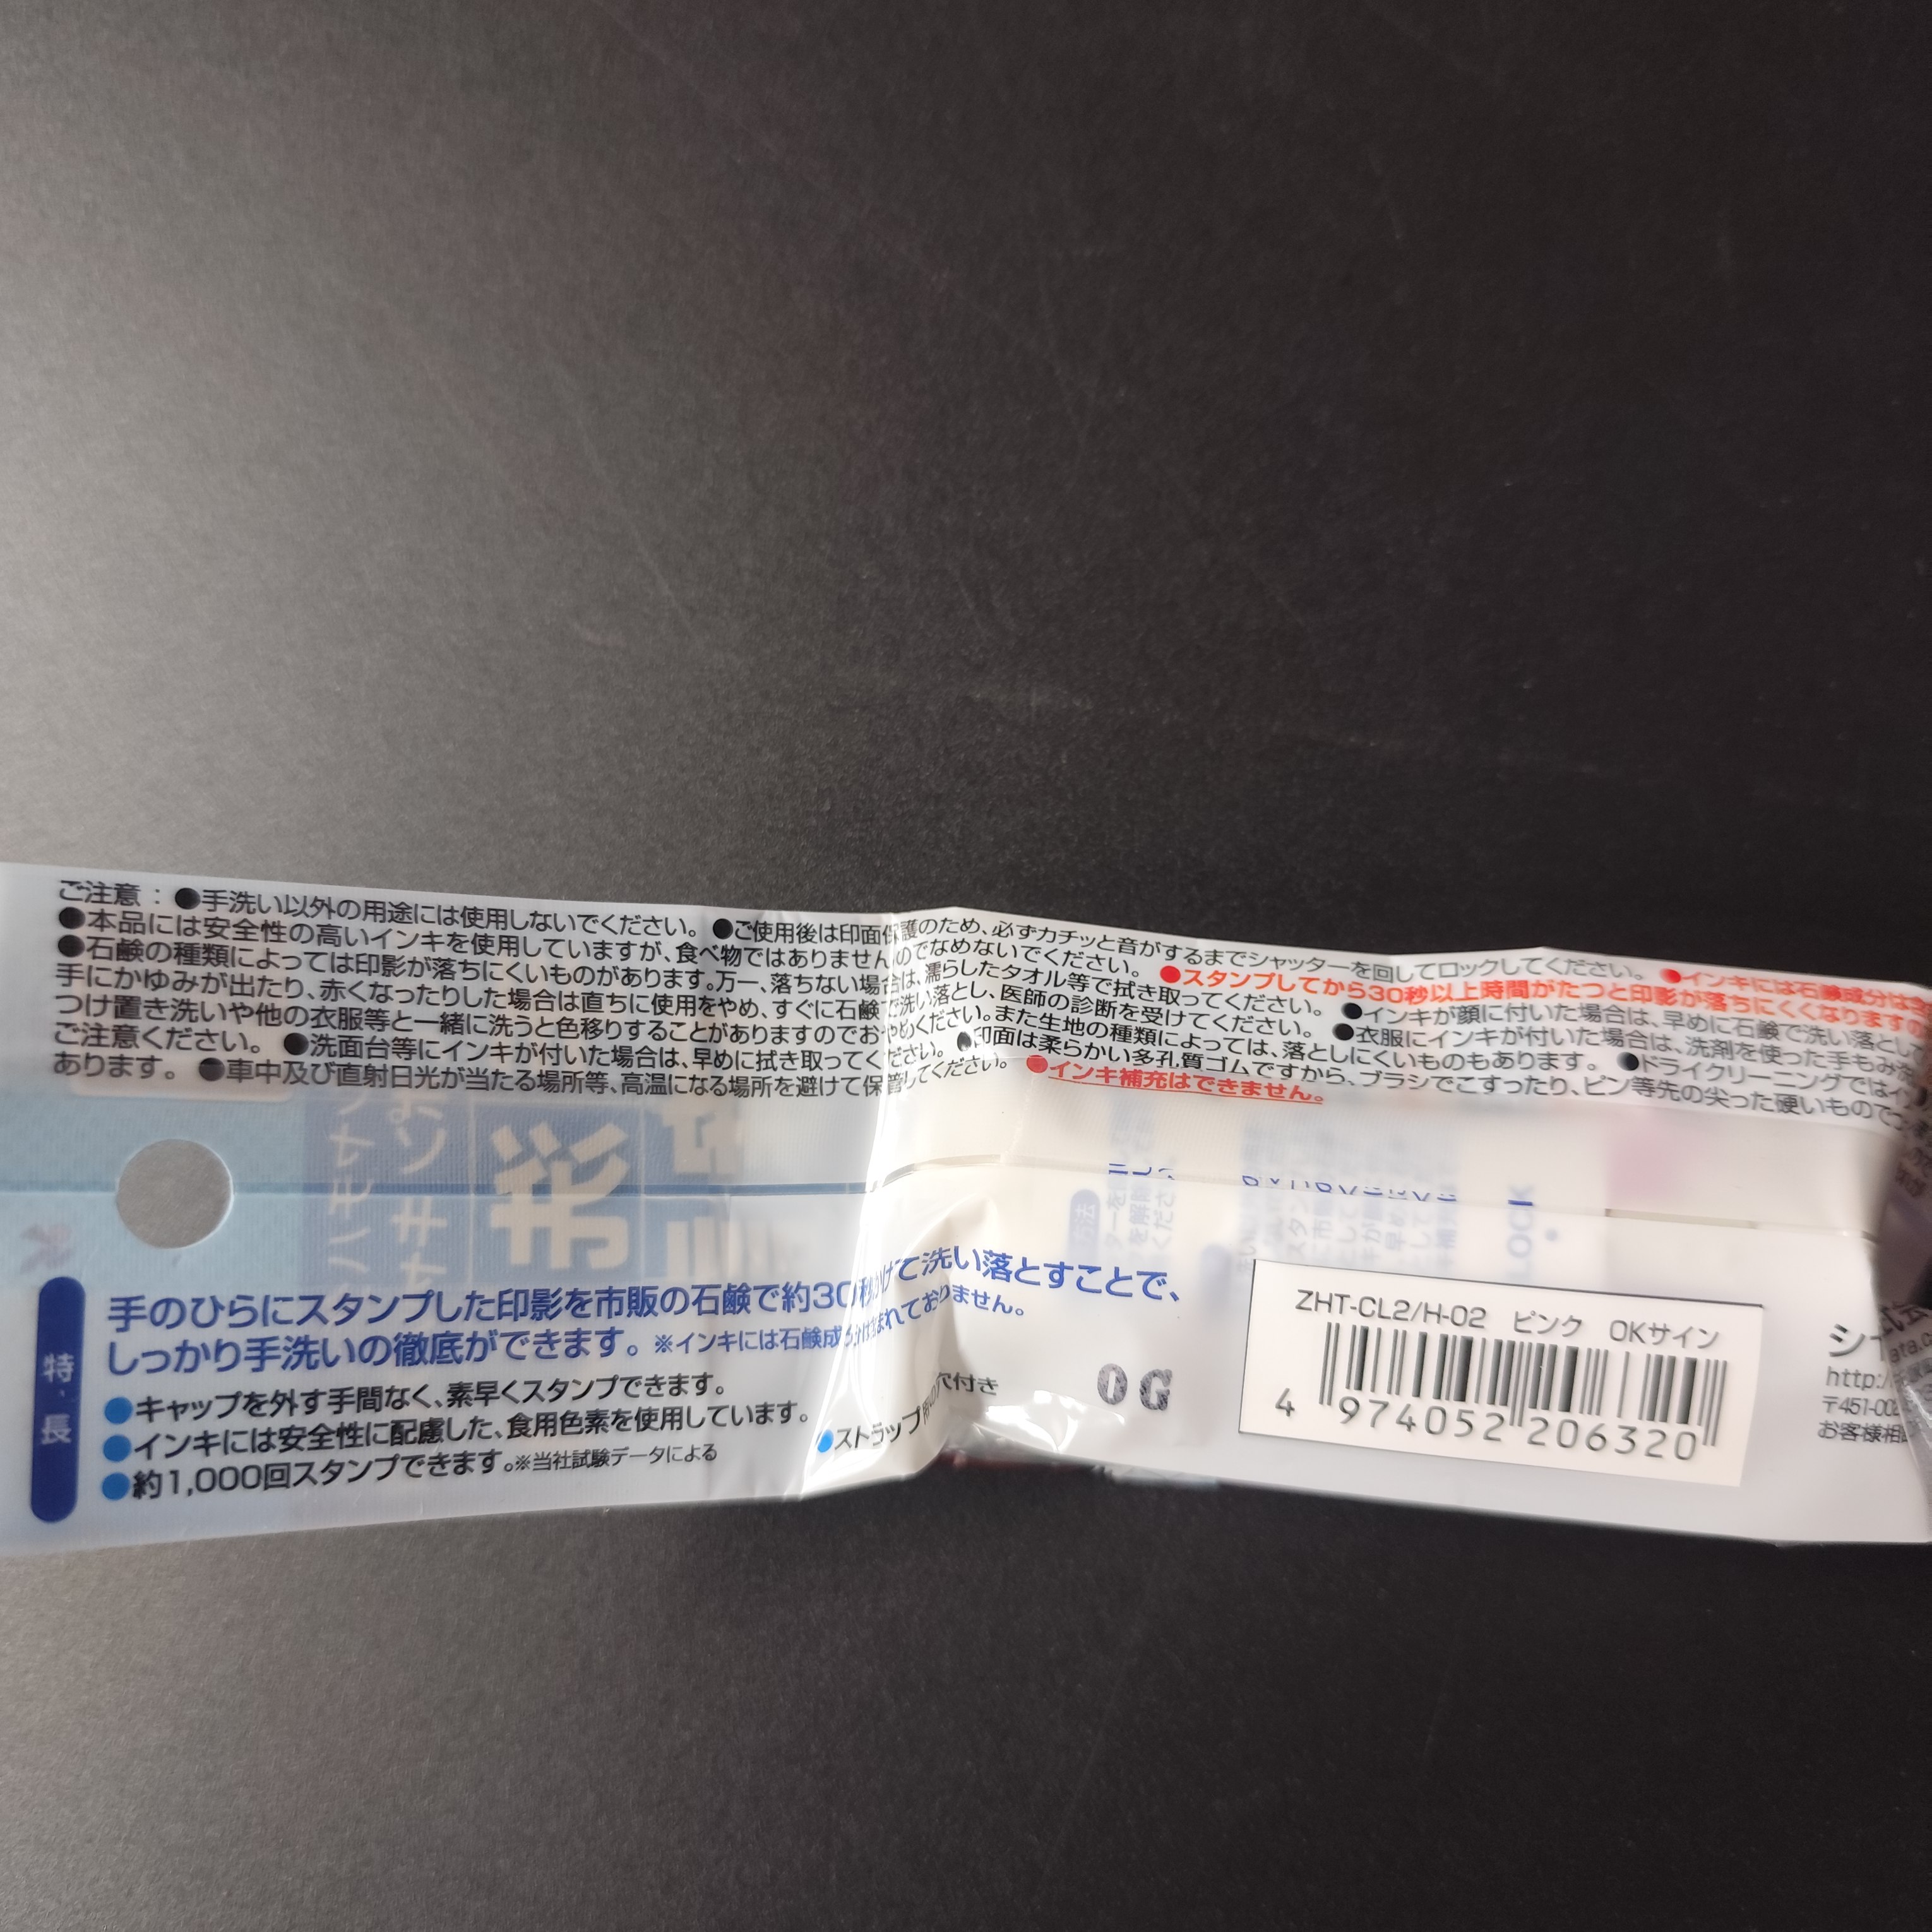 ご注意：●手洗い以外の用途には使用しないでください。 ●ご使用後は印面保護のため、必ずカチッと音がするまでシャッターを回してロックしてください。 ●インキには石鹸成分は
●本品には安全性の高いインキを使用していますが、食べ物ではありませんのでなめないでください。 ●スタンプしてから30秒以上時間がたつと印影が落ちにくくなりますの
●石鹸の種類によっては印影が落ちにくいものがあります。万一、落ちない場合は、濡らしたタオル等で拭き取ってください。 ●インキが顔に付いた場合は、早めに石鹸で洗い落として
手にかゆみが出たり、赤くなったりした場合は直ちに使用をやめ、すぐに石鹸で洗い落とし、医師の診断を受けてください。 ●衣服にインキが付いた場合は、洗剤を使った手もみ
つけ置き洗いや他の衣服等と一緒に洗うと色移りすることがありますのでおやめください。また生地の種類によっては、落としにくいものもあります。 ●ドライクリーニングでは
ご注意ください。 ●洗面台等にインキが付いた場合は、早めに拭き取ってください。 ●印面は柔らかい多孔質ゴムですから、ブラシでこすったり、ピン等先の尖った硬いもので
あります。 ●車中及び直射日光が当たる場所等、高温になる場所を避けて保管してください。 ●インキ補充はできません。
特長
手のひらにスタンプした印影を市販の石鹸で約30秒かけて洗い落とすことで、
しっかり手洗いの徹底ができます。※インキには石鹸成分は含まれておりません。
●キャップを外す手間なく、素早くスタンプできます。
●インキには安全性に配慮した、食用色素を使用しています。
●約1,000回スタンプできます。※当社試験データによる
●ストラップ用の穴付き
0G
ZHT-CL2/H-02 ピンク OKサイン
4 974052 206320
http:/
〒451-002
お客様相
LOCK